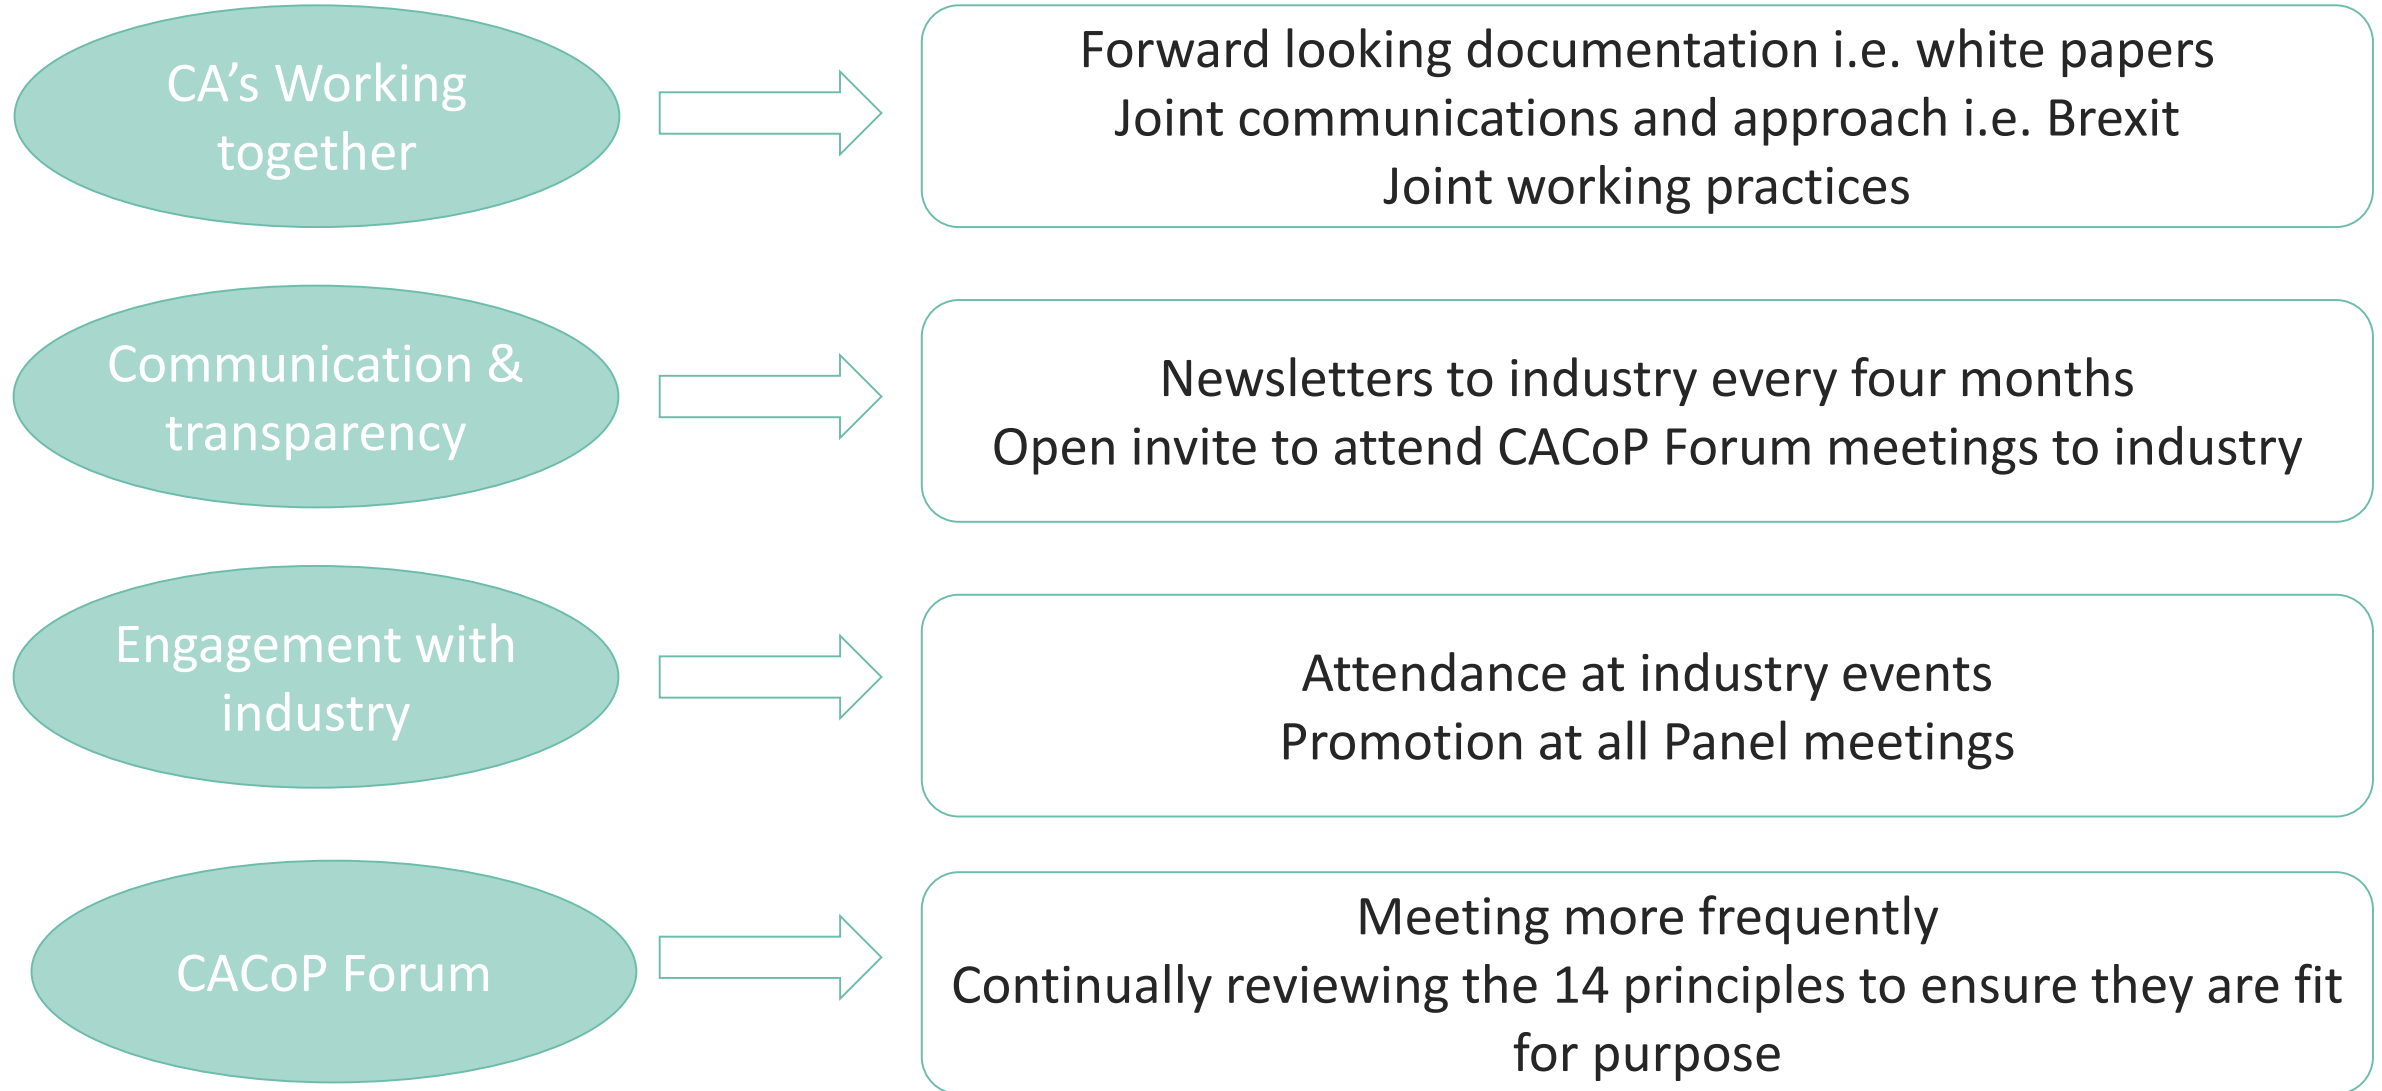 CA’s Working
together
Forward looking documentation i.e. white papers
Joint communications and approach i.e. Brexit
Joint working practices
Communication &
transparency
Newsletters to industry every four months
Open invite to attend CACoP Forum meetings to industry
Engagement with
industry
Attendance at industry events
Promotion at all Panel meetings
CACoP Forum
Meeting more frequently
Continually reviewing the 14 principles to ensure they are fit
for purpose